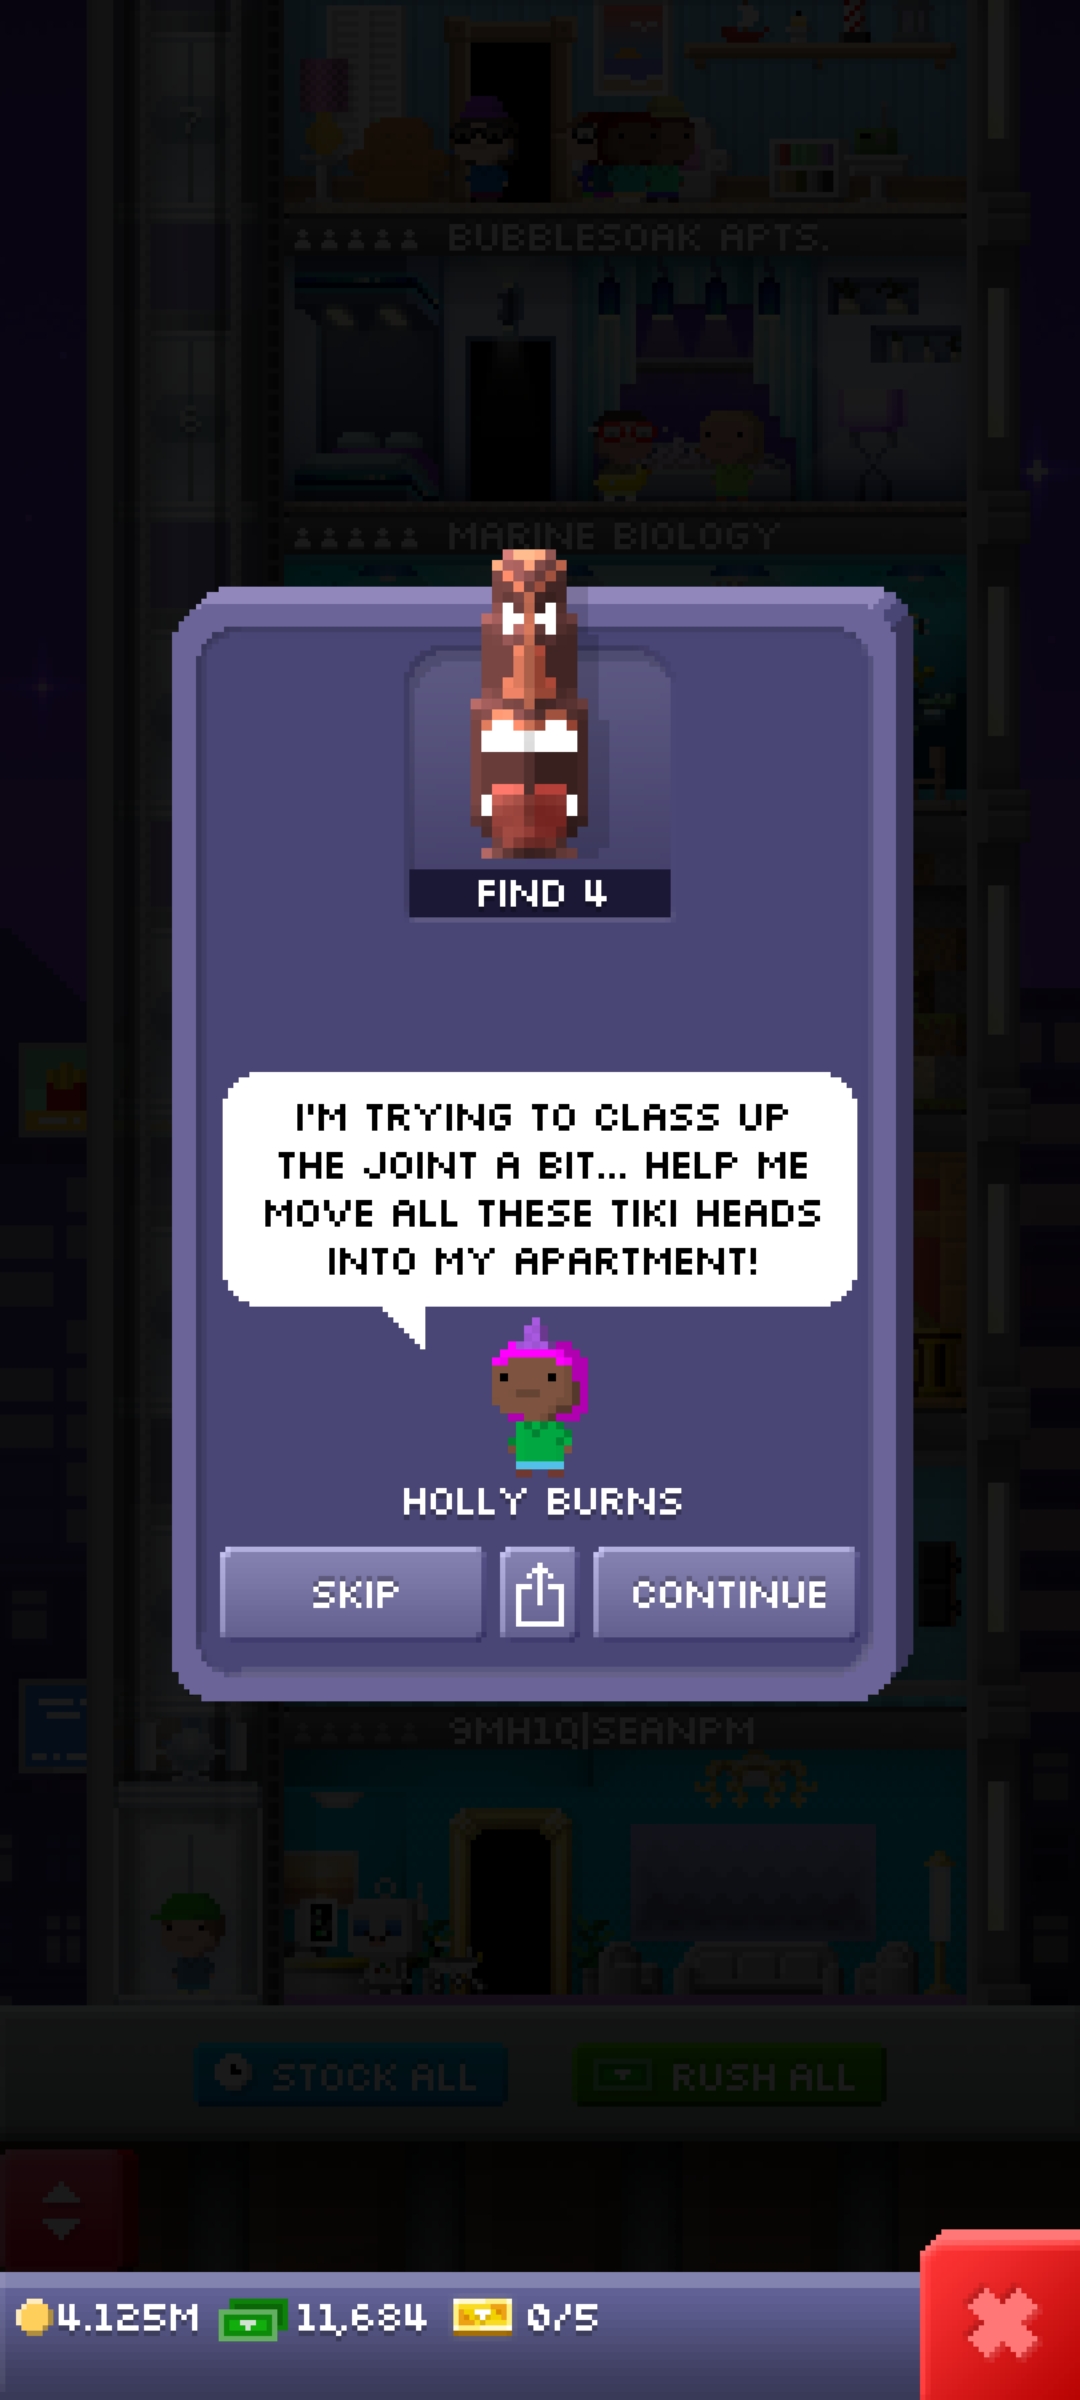 7
BUBBLESOAK APTS.
6
MARINE BIOLOGY
FIND 4
I'M TRYING TO CLASS UP
THE JOINT A BIT... HELP ME
MOVE ALL THESE TIKI HEADS
INTO MY APARTMENT!
HOLLY BURNS
SKIP
CONTINUE
9MH1Q|SEANPM
STOCK ALL
RUSH ALL
4.125M
11,684
0/5